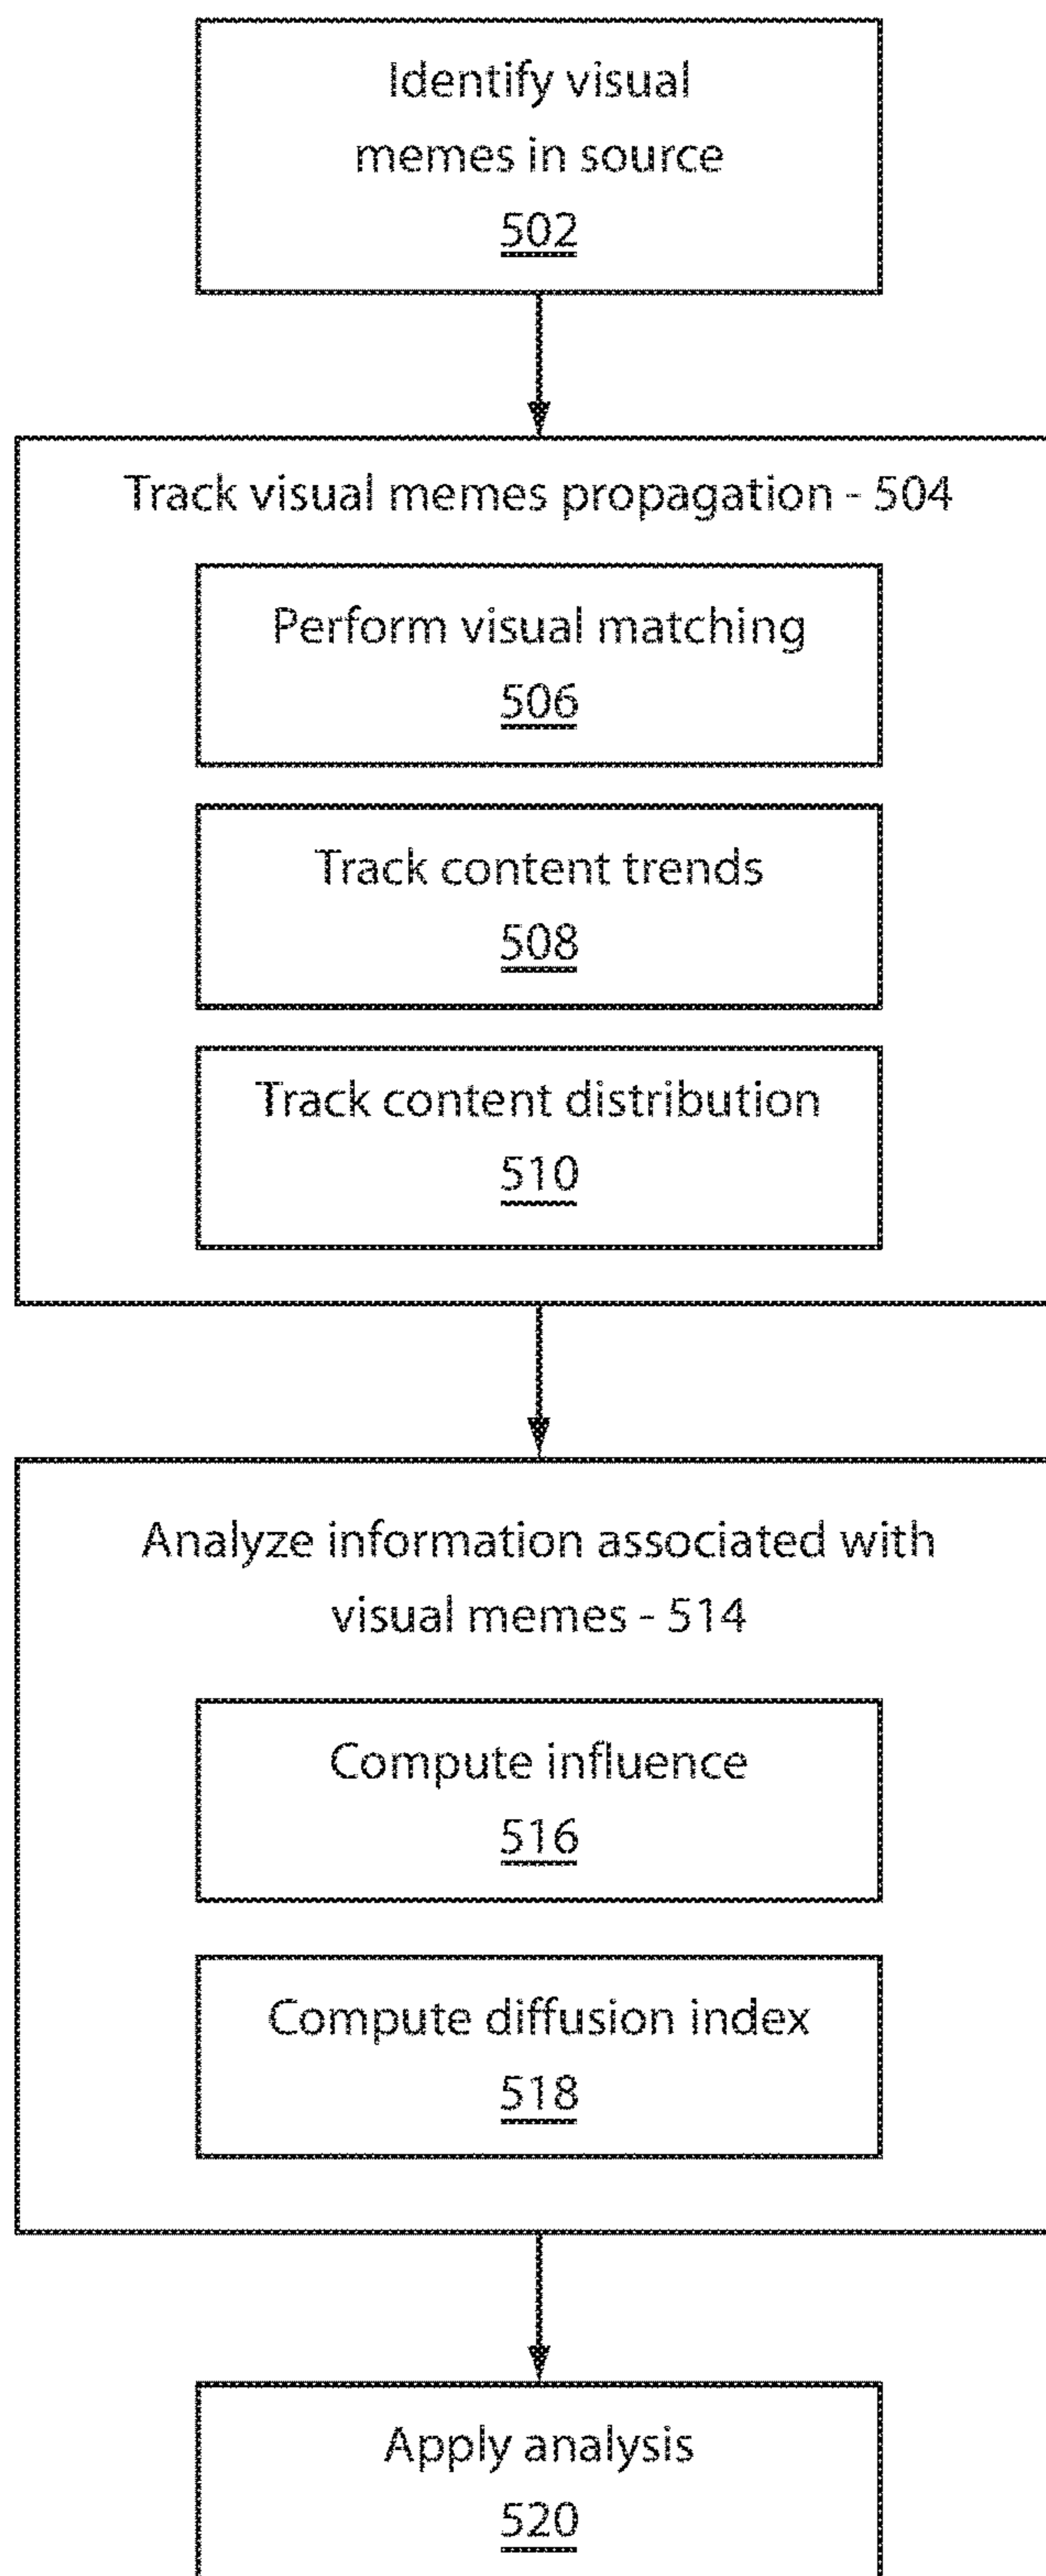 Identify visual
memes in source
502
Track visual memes propagation - 504
Perform visual matching
506
Track content trends
508
Track content distribution
510
Analyze information associated with
visual memes - 514
Compute influence
516
Compute diffusion index
518
Apply analysis
520